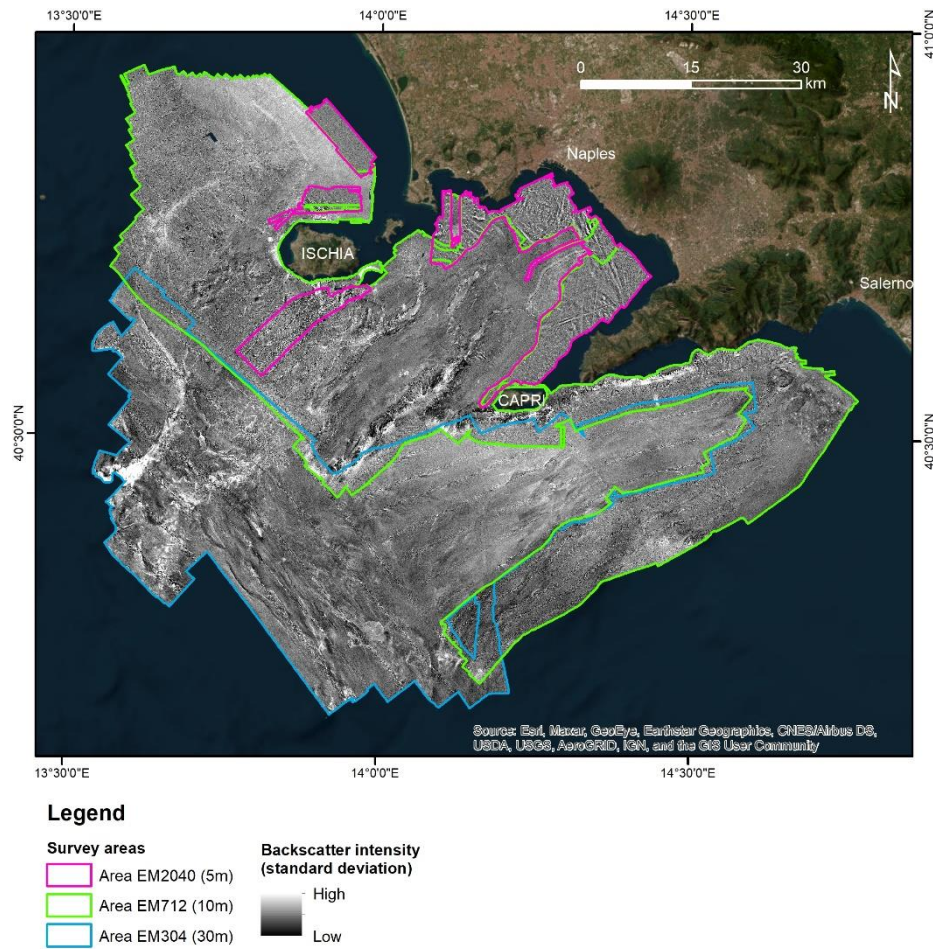 13°30'0"E
14°0'0"E
14°30'0"E
41°0'0"N
0 15 30
km
N
Naples
ISCHIA
Salerno
CAPRI
40°30'0"N
40°30'0"N
Source: Esri, Maxar, GeoEye, Earthstar Geographics, CNES/Airbus DS,
USDA, USGS, AeroGRID, IGN, and the GIS User Community
13°30'0"E
14°0'0"E
14°30'0"E
Legend
Survey areas
Area EM2040 (5m)
Area EM712 (10m)
Area EM304 (30m)
Backscatter intensity
(standard deviation)
High
Low